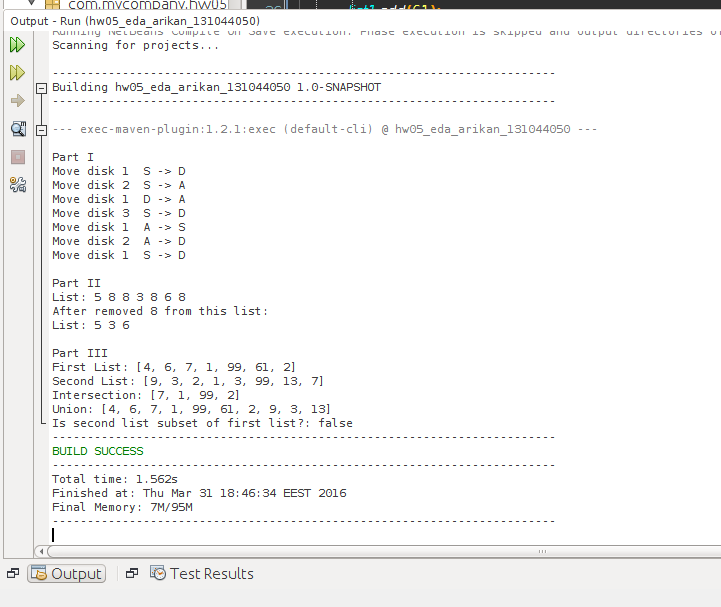 com.mycompany.hw05
Output - Run (hw05_eda_arikan_131044050)
Running NetBeans Compile On Save execution. Phase execution is skipped and output directories of
Scanning for projects...
------------------------------------------------------------------------
Building hw05_eda_arikan_131044050 1.0-SNAPSHOT
------------------------------------------------------------------------
--- exec-maven-plugin:1.2.1:exec (default-cli) @ hw05_eda_arikan_131044050 ---
Part I
Move disk 1  S -> D
Move disk 2  S -> A
Move disk 1  D -> A
Move disk 3  S -> D
Move disk 1  A -> S
Move disk 2  A -> D
Move disk 1  S -> D
Part II
List: 5 8 8 3 8 6 8
After removed 8 from this list:
List: 5 3 6
Part III
First List: [4, 6, 7, 1, 99, 61, 2]
Second List: [9, 3, 2, 1, 3, 99, 13, 7]
Intersection: [7, 1, 99, 2]
Union: [4, 6, 7, 1, 99, 61, 2, 9, 3, 13]
Is second list subset of first list?: false
------------------------------------------------------------------------
BUILD SUCCESS
------------------------------------------------------------------------
Total time: 1.562s
Finished at: Thu Mar 31 18:46:34 EEST 2016
Final Memory: 7M/95M
------------------------------------------------------------------------
Output
Test Results